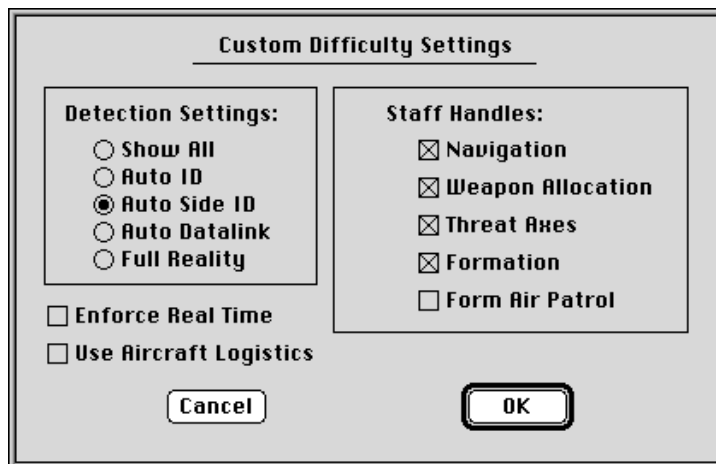 Custom Difficulty Settings
Detection Settings:
Show All
Auto ID
Auto Side ID
Auto Datalink
Full Reality
Enforce Real Time
Use Aircraft Logistics
Staff Handles:
Navigation
Weapon Allocation
Threat Axes
Formation
Form Air Patrol
Cancel
OK